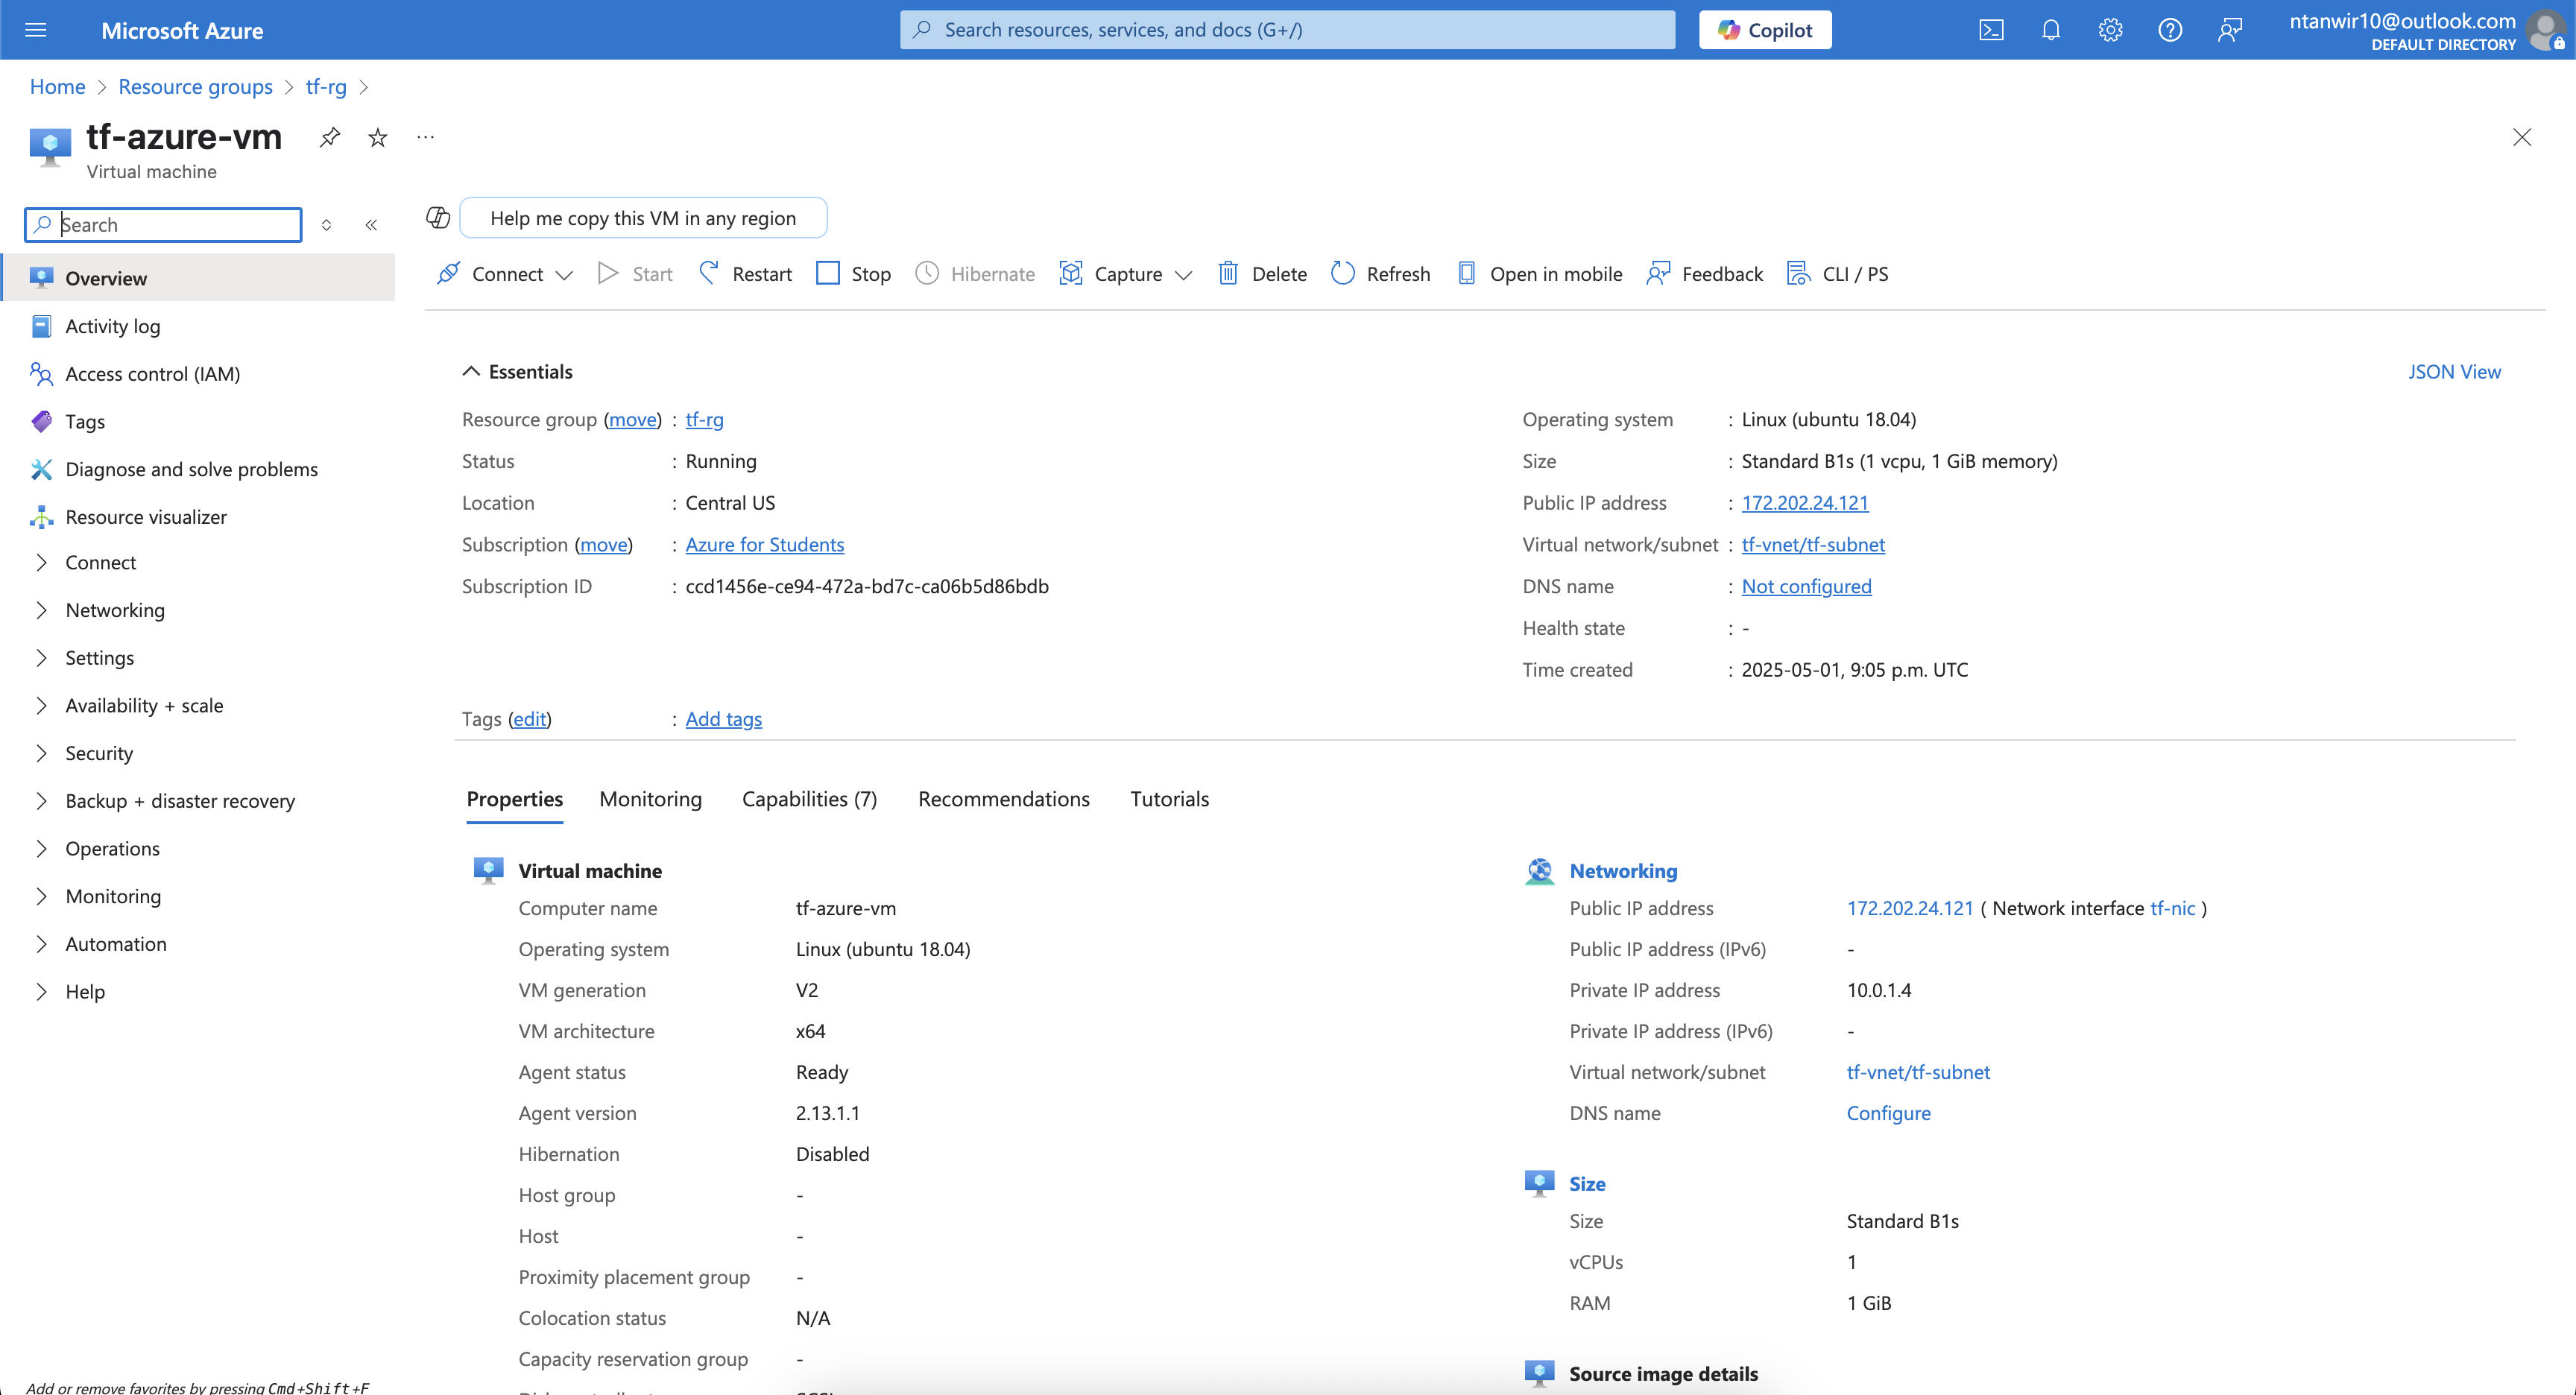 Microsoft Azure
Search resources, services, and docs (G+/)
Copilot
ntanwir10@outlook.com
DEFAULT DIRECTORY
Home > Resource groups > tf-rg >
tf-azure-vm
Virtual machine
Search
Overview
Activity log
Access control (IAM)
Tags
Diagnose and solve problems
Resource visualizer
Connect
Networking
Settings
Availability + scale
Security
Backup + disaster recovery
Operations
Monitoring
Automation
Help
Add or remove favorites by pressing Cmd+Shift+F
Help me copy this VM in any region
Connect Start Restart Stop Hibernate Capture Delete Refresh Open in mobile Feedback CLI / PS
Essentials
JSON View
Resource group (move) : tf-rg
Status : Running
Location : Central US
Subscription (move) : Azure for Students
Subscription ID : ccd1456e-ce94-472a-bd7c-ca06b5d86bdb
Operating system : Linux (ubuntu 18.04)
Size : Standard B1s (1 vcpu, 1 GiB memory)
Public IP address : 172.202.24.121
Virtual network/subnet : tf-vnet/tf-subnet
DNS name : Not configured
Health state : -
Time created : 2025-05-01, 9:05 p.m. UTC
Tags (edit) : Add tags
Properties Monitoring Capabilities (7) Recommendations Tutorials
Virtual machine
Computer name tf-azure-vm
Operating system Linux (ubuntu 18.04)
VM generation V2
VM architecture x64
Agent status Ready
Agent version 2.13.1.1
Hibernation Disabled
Host group -
Host -
Proximity placement group -
Colocation status N/A
Capacity reservation group -
Networking
Public IP address 172.202.24.121 ( Network interface tf-nic )
Public IP address (IPv6) -
Private IP address 10.0.1.4
Private IP address (IPv6) -
Virtual network/subnet tf-vnet/tf-subnet
DNS name Configure
Size
Size Standard B1s
vCPUs 1
RAM 1 GiB
Source image details